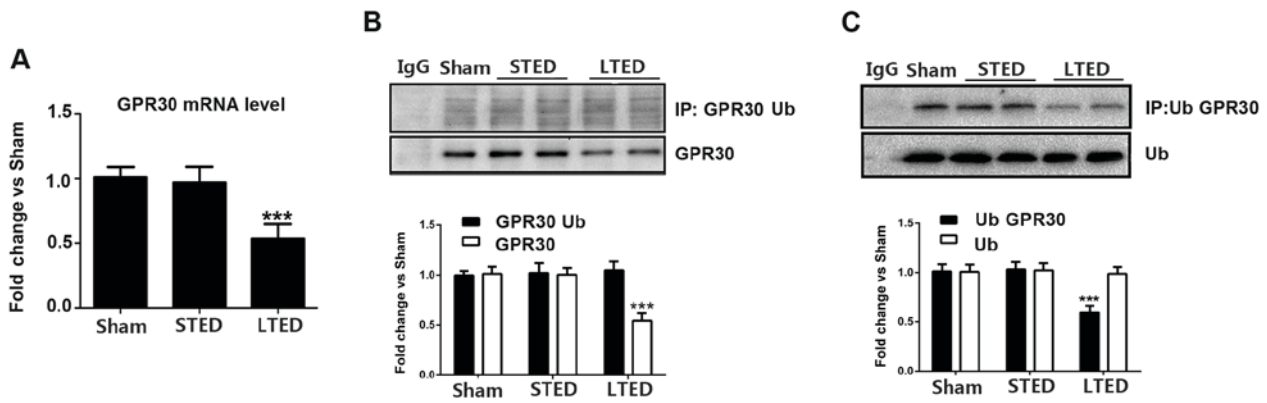 A
GPR30 mRNA level
Fold change vs Sham
1.5
1.0
0.5
0.0
***
Sham STED LTED
B
IgG Sham STED LTED
IP: GPR30 Ub
GPR30
GPR30 Ub
GPR30
Fold change vs Sham
1.5
1.0
0.5
0.0
***
Sham STED LTED
C
IgG Sham STED LTED
IP:Ub GPR30
Ub
Ub GPR30
Ub
Fold change vs Sham
1.5
1.0
0.5
0.0
***
Sham STED LTED